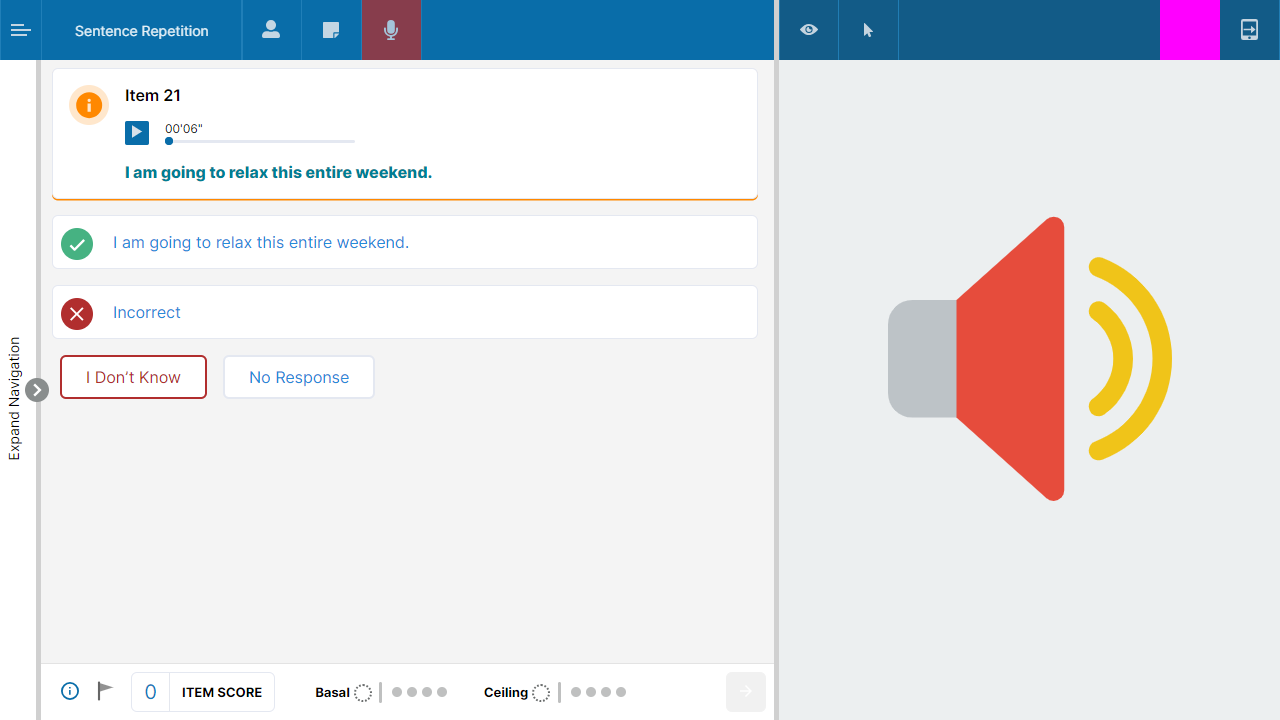 Sentence Repetition
Item 21
00'06"
I am going to relax this entire weekend.
I am going to relax this entire weekend.
Incorrect
I Don't Know
No Response
Expand Navigation
0 ITEM SCORE
Basal
Ceiling